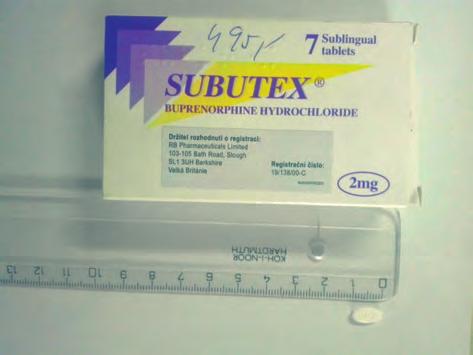 495,-
7 Sublingual
tablets
SUBUTEX®
BUPRENORPHINE HYDROCHLORIDE
Držitel rozhodnutí o registraci:
RB Pharmaceuticals Limited
103-105 Bath Road, Slough
SL1 3UH Berkshire
Velká Británie
Registrační číslo:
19/138/00-C
2mg
KOH-I-NOOR
HARDTMUTH
13 12 11 10 9 8 7 6 5 4 3 2 1 0